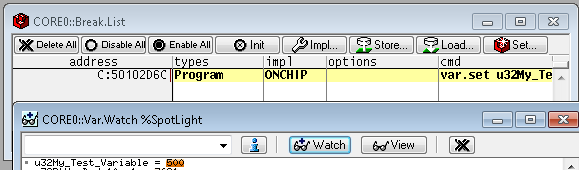 CORE0::Break.List
Delete All Disable All Enable All Init Impl... Store... Load... Set...
address types impl options cmd
C:50102D6C Program ONCHIP var.set u32My_Te
CORE0::Var.Watch %SpotLight
Watch View
u32My_Test_Variable = 500